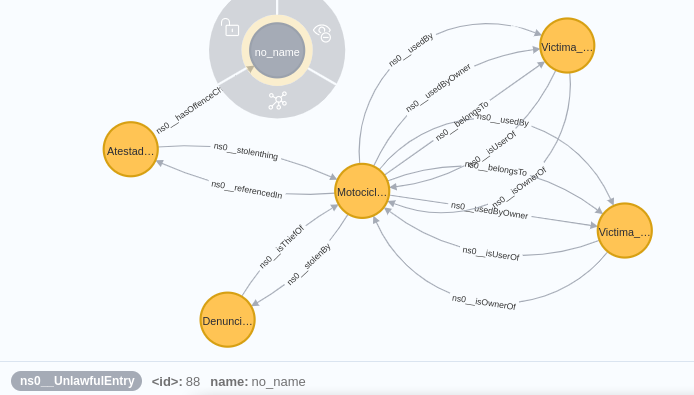 ns0__usedBy
Victima_...
no_name
ns0__usedByOwner
ns0__hasOffenceCh
ns0__belongsTo
ns0__usedBy
Atestad...
ns0__stolenthing
ns0__isUserOf
ns0__belongsTo
ns0__referencedIn
Motocicl...
ns0__isOwnerOf
ns0__usedByOwner
Victima_...
ns0__isThiefOf
ns0__stolenBy
ns0__isUserOf
ns0__isOwnerOf
Denunci...
ns0__UnlawfulEntry <id>: 88 name: no_name